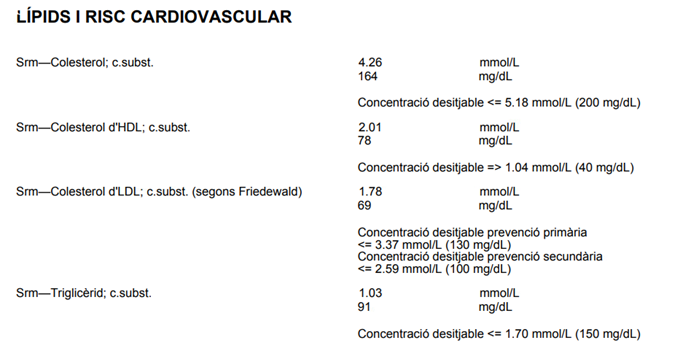 LÍPIDS I RISC CARDIOVASCULAR
Srm—Colesterol; c.subst. 4.26 mmol/L
164 mg/dL
Concentració desitjable <= 5.18 mmol/L (200 mg/dL)
Srm—Colesterol d'HDL; c.subst. 2.01 mmol/L
78 mg/dL
Concentració desitjable => 1.04 mmol/L (40 mg/dL)
Srm—Colesterol d'LDL; c.subst. (segons Friedewald) 1.78 mmol/L
69 mg/dL
Concentració desitjable prevenció primària
<= 3.37 mmol/L (130 mg/dL)
Concentració desitjable prevenció secundària
<= 2.59 mmol/L (100 mg/dL)
Srm—Triglicèrid; c.subst. 1.03 mmol/L
91 mg/dL
Concentració desitjable <= 1.70 mmol/L (150 mg/dL)